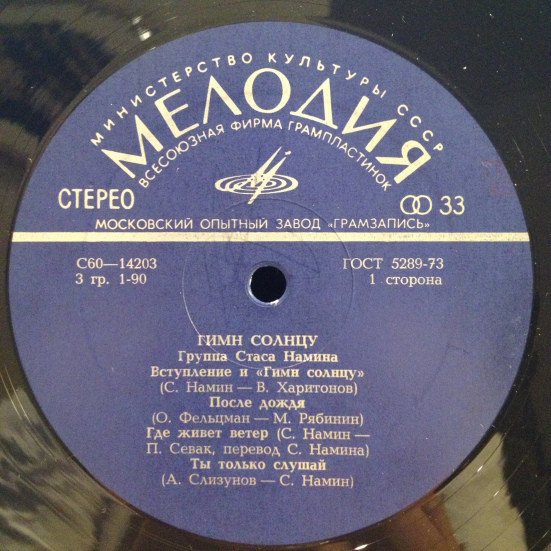 МИНИСТЕРСТВО КУЛЬТУРЫ СССР
МЕЛОДИЯ
ВСЕСОЮЗНАЯ ФИРМА ГРАМПЛАСТИНОК
СТЕРЕО
33
МОСКОВСКИЙ ОПЫТНЫЙ ЗАВОД «ГРАМЗАПИСЬ»
С60—14203
ГОСТ 5289-73
3 гр. 1-90
1 сторона
ГИМН СОЛНЦУ
Группа Стаса Намина
Вступление и «Гимн солнцу»
(С. Намин — В. Харитонов)
После дождя
(О. Фельцман — М. Рябинин)
Где живет ветер (С. Намин —
П. Севак, перевод С. Намина)
Ты только слушай
(А. Слизунов — С. Намин)